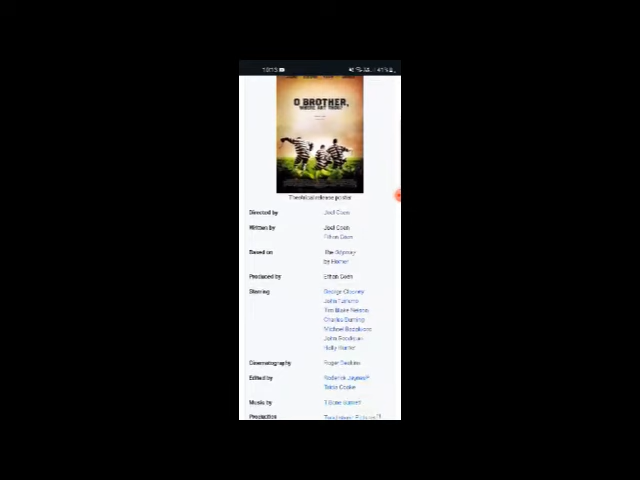 O BROTHER,
WHERE ART THOU?
Theatrical release poster
Directed by Joel Coen
Written by Joel Coen
Ethan Coen
Based on The Odyssey
by Homer
Produced by Ethan Coen
Starring George Clooney
John Turturro
Tim Blake Nelson
Charles Durning
Michael Badalucco
John Goodman
Holly Hunter
Cinematography Roger Deakins
Edited by Roderick Jaynes
Tricia Cooke
Music by T Bone Burnett
Production Touchstone Pictures